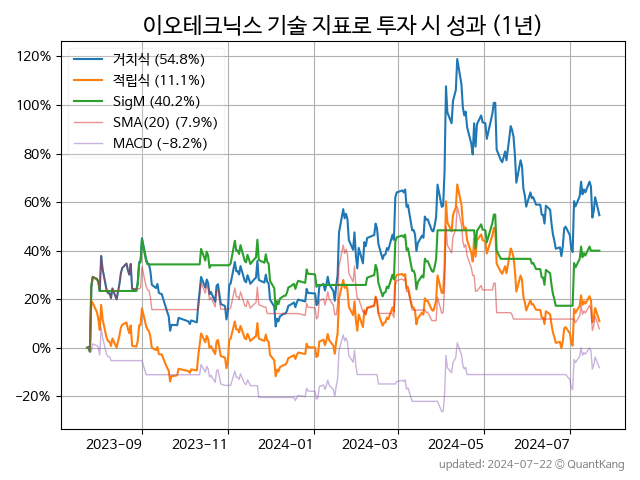 이오테크닉스 기술 지표로 투자 시 성과 (1년)
거치식 (54.8%)
적립식 (11.1%)
SigM (40.2%)
SMA(20) (7.9%)
MACD (−8.2%)
120%
100%
80%
60%
40%
20%
0%
−20%
2023−09
2023−11
2024−01
2024−03
2024−05
2024−07
updated: 2024−07−22 © QuantKang